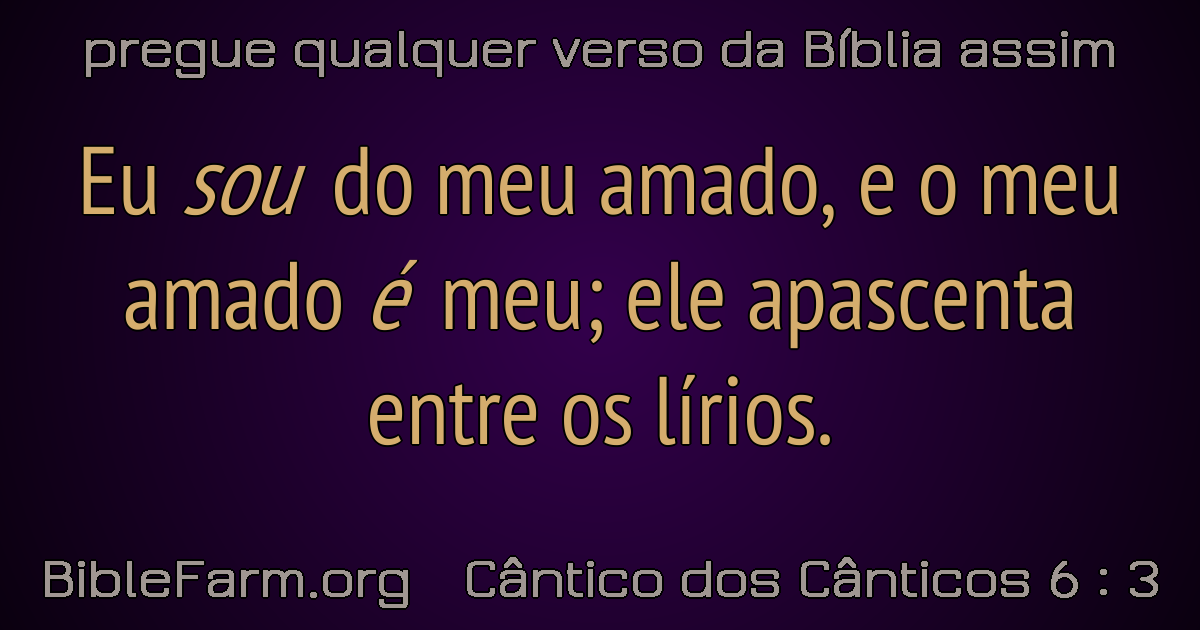 pregue qualquer verso da Bíblia assim
Eu sou do meu amado, e o meu
amado é meu; ele apascenta
entre os lírios.
BibleFarm.org Cântico dos Cânticos 6 : 3